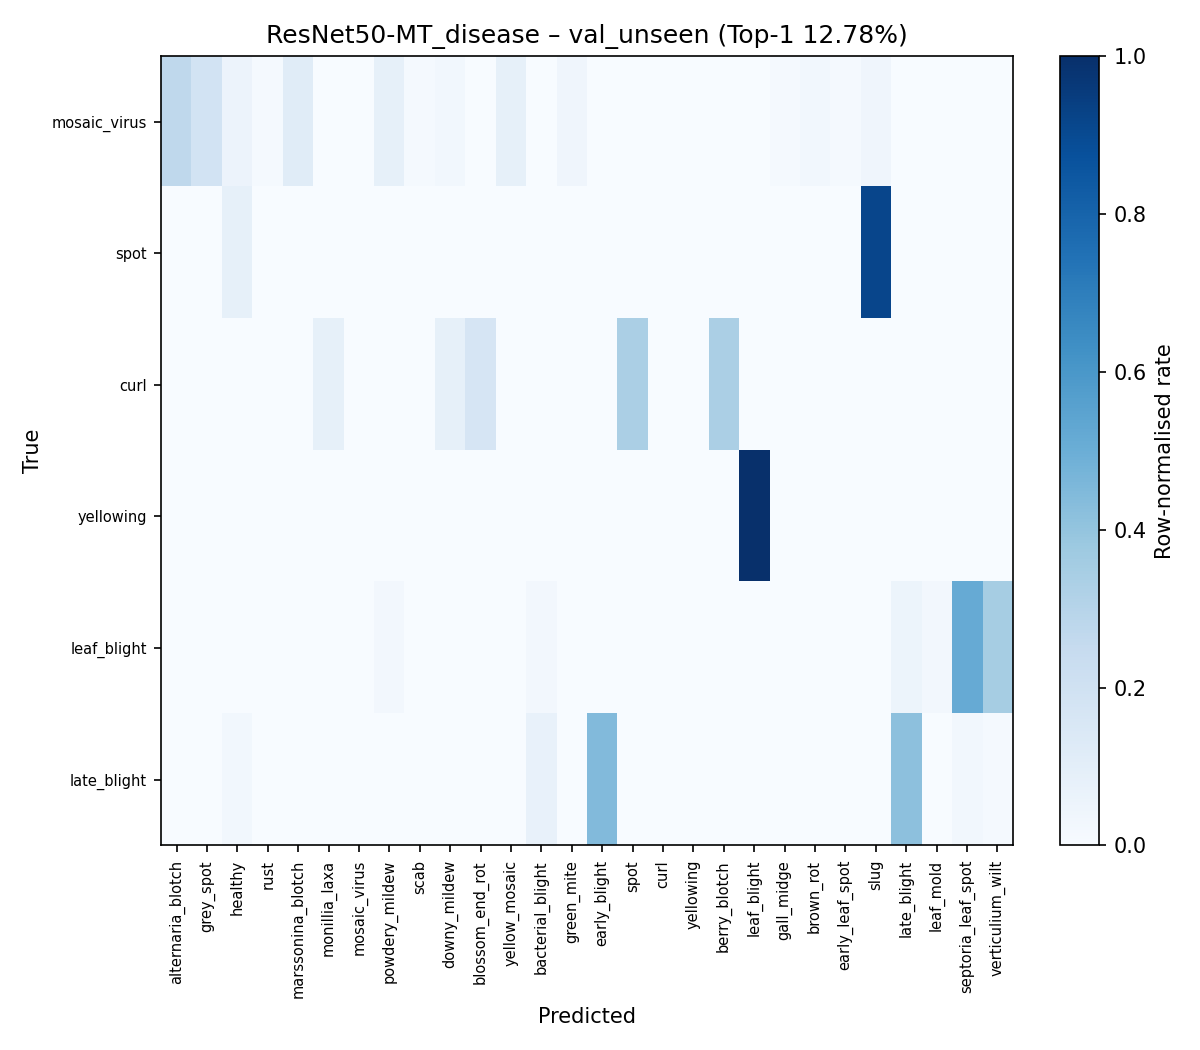 ResNet50-MT_disease – val_unseen (Top-1 12.78%)
True
mosaic_virus
spot
curl
yellowing
leaf_blight
late_blight
alternaria_blotch
grey_spot
healthy
rust
marssonina_blotch
monillia_laxa
mosaic_virus
powdery_mildew
scab
downy_mildew
blossom_end_rot
yellow_mosaic
bacterial_blight
green_mite
early_blight
spot
curl
yellowing
berry_blotch
leaf_blight
gall_midge
brown_rot
early_leaf_spot
slug
late_blight
leaf_mold
septoria_leaf_spot
verticulium_wilt
Predicted
1.0
0.8
0.6
0.4
0.2
0.0
Row-normalised rate